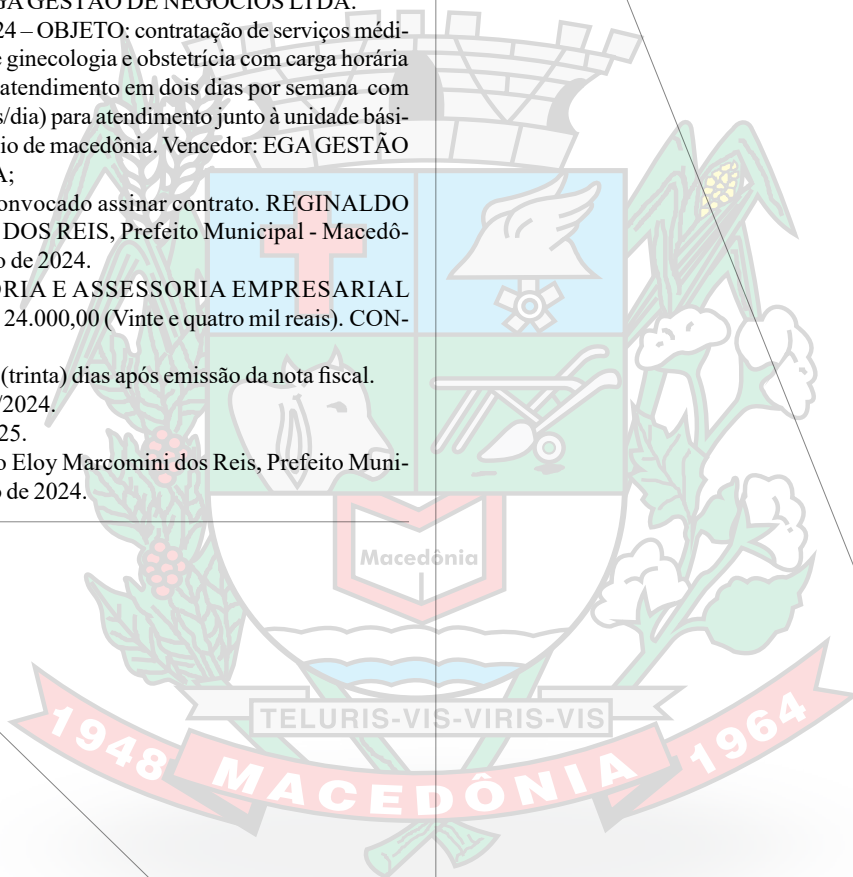 GA GESTÃO DE NEGÓCIOS LTDA.
24 – OBJETO: contratação de serviços médi-
e ginecologia e obstetrícia com carga horária
atendimento em dois dias por semana com
s/dia) para atendimento junto à unidade bási-
io de macedônia. Vencedor: EGA GESTÃO
A;
onvocado assinar contrato. REGINALDO
DOS REIS, Prefeito Municipal - Macedô-
o de 2024.
ORIA E ASSESSORIA EMPRESARIAL
24.000,00 (Vinte e quatro mil reais). CON-
(trinta) dias após emissão da nota fiscal.
/2024.
25.
o Eloy Marcomini dos Reis, Prefeito Muni-
o de 2024.
Macedônia
TELURIS-VIS-VIRIS-VIS
1948 MACEDÔNIA 1964